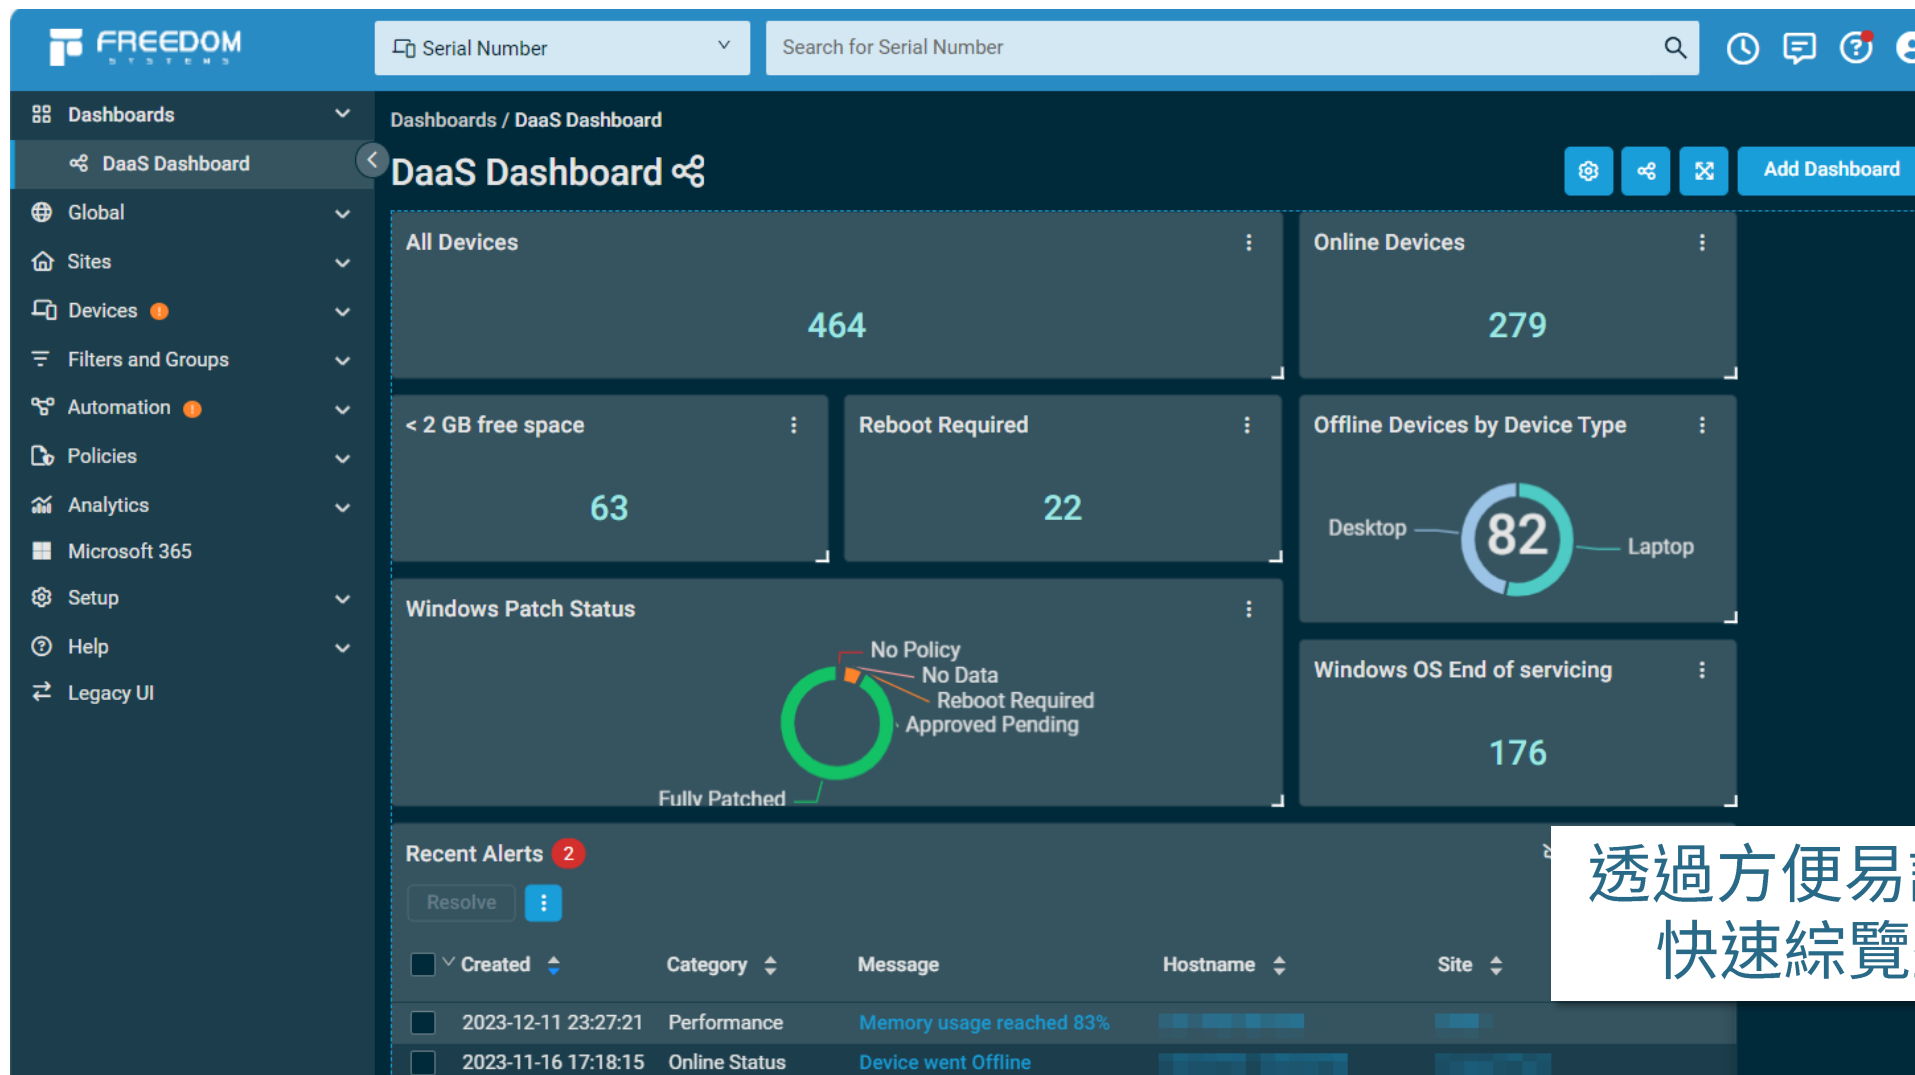 FREEDOM
SYSTEMS
Serial Number
Search for Serial Number
Dashboards
DaaS Dashboard
Global
Sites
Devices
Filters and Groups
Automation
Policies
Analytics
Microsoft 365
Setup
Help
Legacy UI
Dashboards / DaaS Dashboard
DaaS Dashboard
Add Dashboard
All Devices
464
Online Devices
279
< 2 GB free space
63
Reboot Required
22
Offline Devices by Device Type
Desktop
82
Laptop
Windows Patch Status
No Policy
No Data
Reboot Required
Approved Pending
Fully Patched
Windows OS End of servicing
176
Recent Alerts 2
Resolve
Created Category Message Hostname Site
2023-12-11 23:27:21 Performance Memory usage reached 83%
2023-11-16 17:18:15 Online Status Device went Offline
透過方便易
快速綜覽